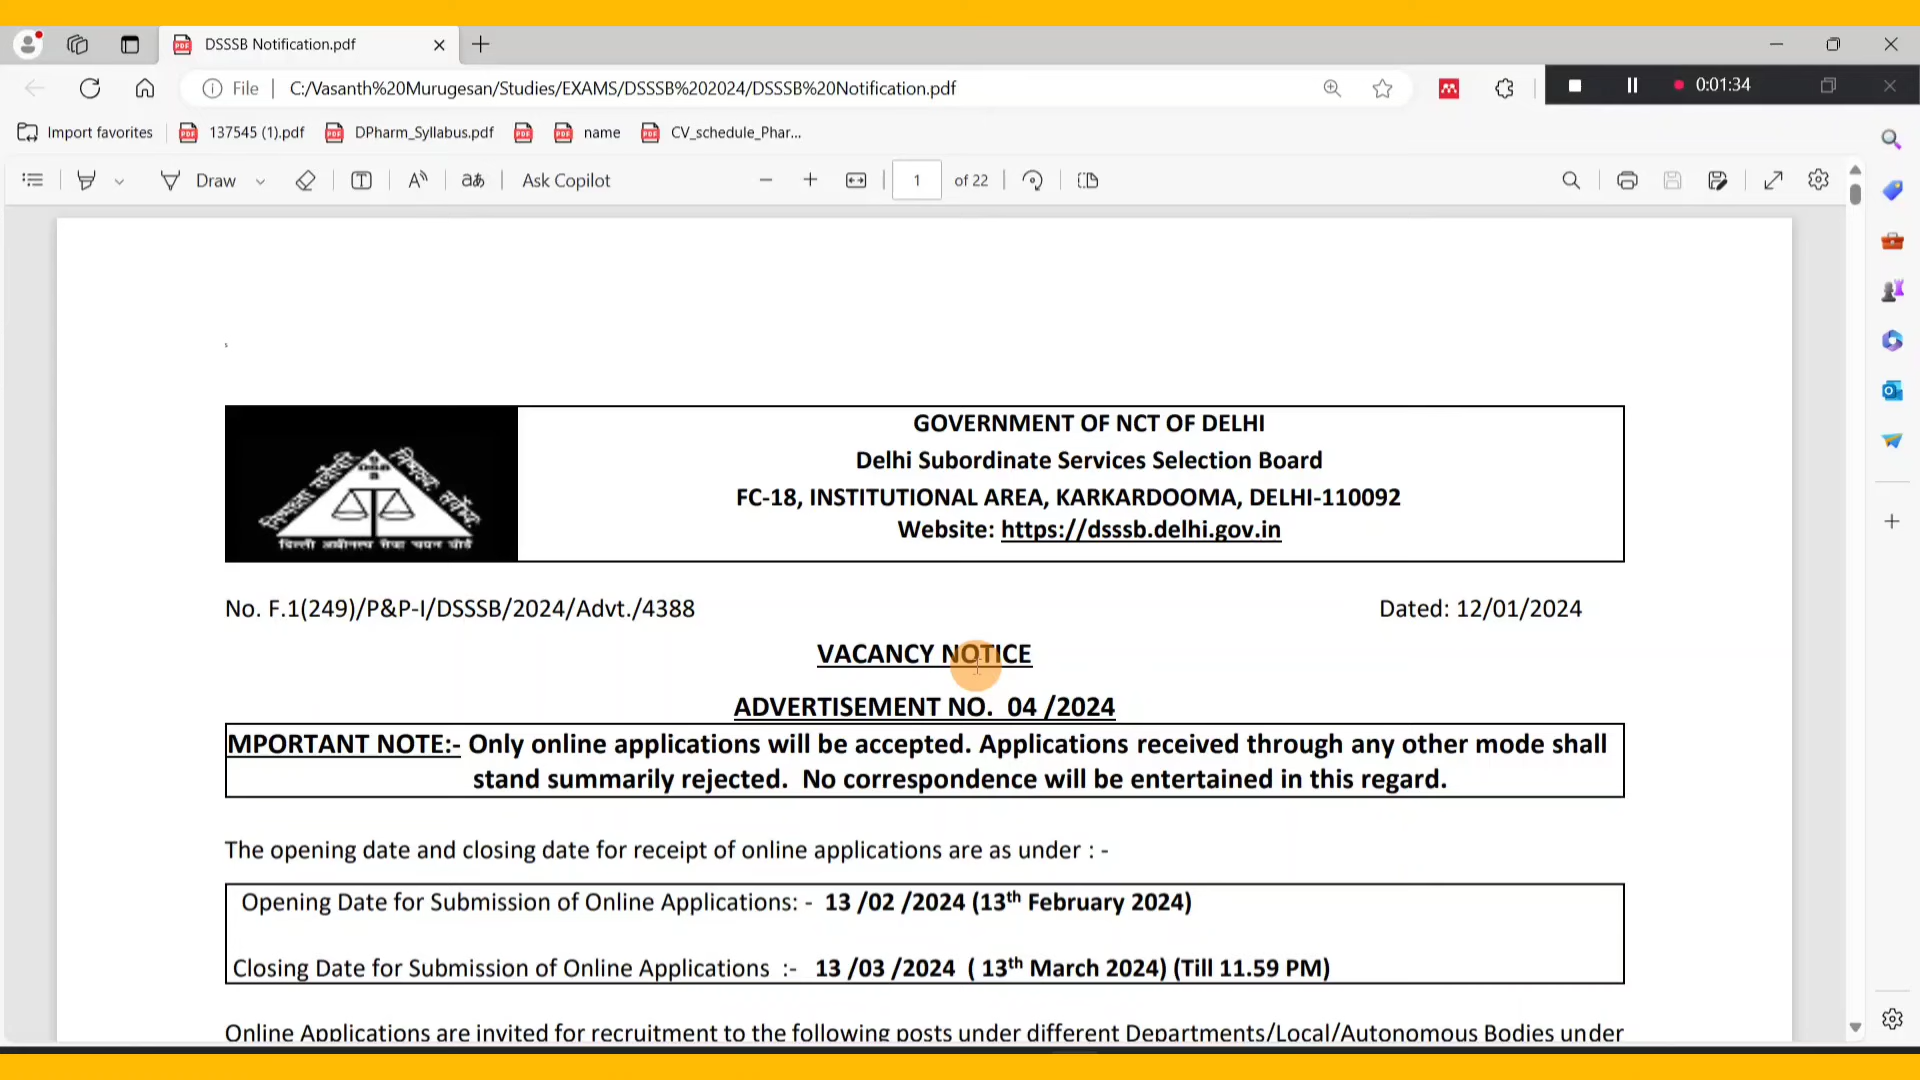 DSSSB Notification.pdf
File
C:/Vasanth%20Murugesan/Studies/EXAMS/DSSSB%202024/DSSSB%20Notification.pdf
0:01:34
Import favorites
137545 (1).pdf
DPharm_Syllabus.pdf
name
CV_schedule_Phar...
Draw
aあ
Ask Copilot
1
of 22
GOVERNMENT OF NCT OF DELHI
Delhi Subordinate Services Selection Board
FC-18, INSTITUTIONAL AREA, KARKARDOOMA, DELHI-110092
Website: https://dsssb.delhi.gov.in
दिल्ली अधीनस्थ सेवा चयन बोर्ड
No. F.1(249)/P&P-I/DSSSB/2024/Advt./4388
Dated: 12/01/2024
VACANCY NOTICE
ADVERTISEMENT NO. 04 /2024
MPORTANT NOTE:- Only online applications will be accepted. Applications received through any other mode shall
stand summarily rejected. No correspondence will be entertained in this regard.
The opening date and closing date for receipt of online applications are as under : -
Opening Date for Submission of Online Applications: - 13 /02 /2024 (13th February 2024)
Closing Date for Submission of Online Applications :- 13 /03 /2024 ( 13th March 2024) (Till 11.59 PM)
Online Applications are invited for recruitment to the following posts under different Departments/Local/Autonomous Bodies under